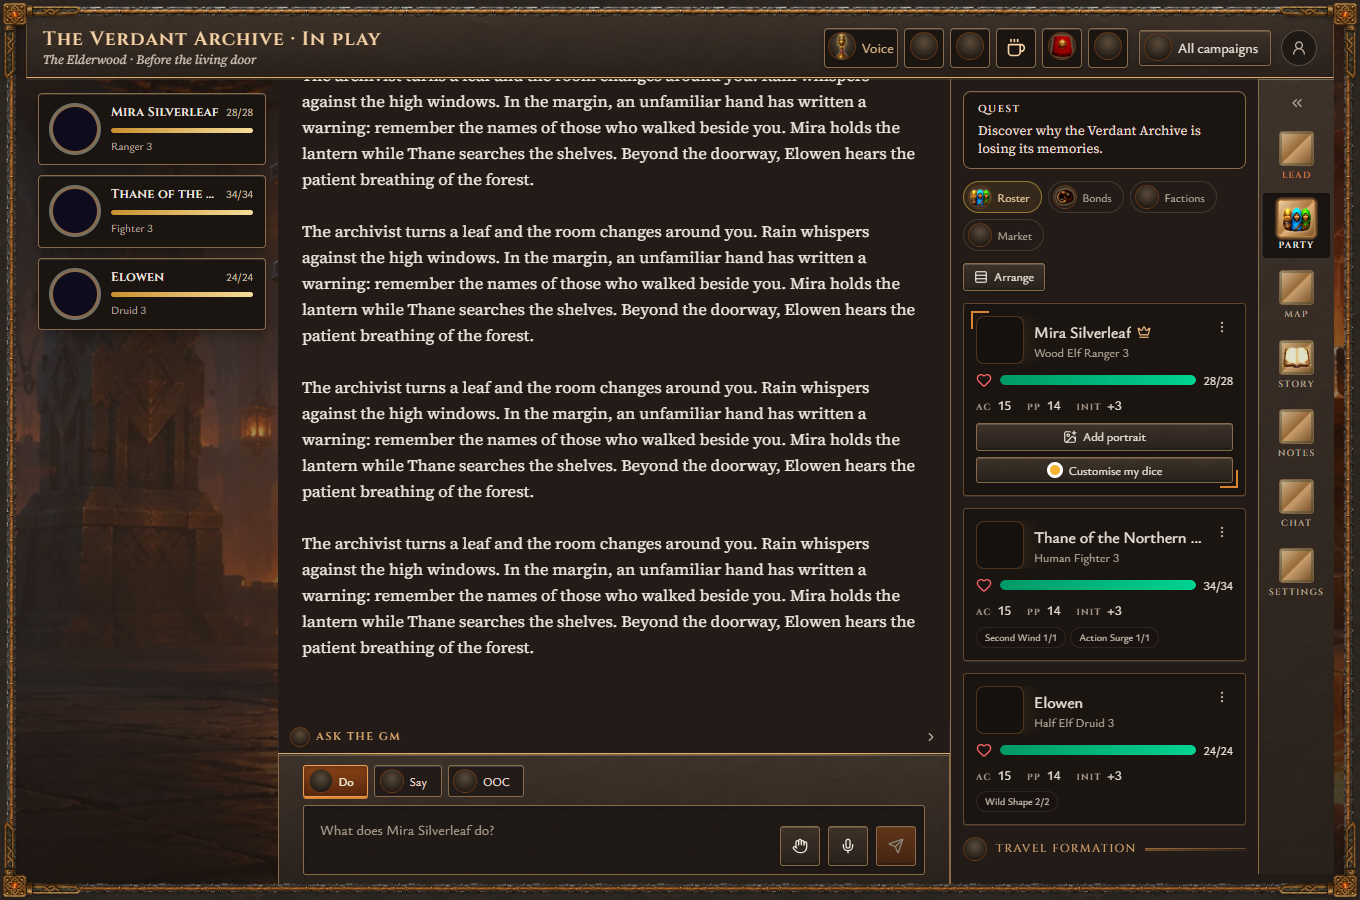 The Verdant Archive · In play
The Elderwood · Before the living door
Voice
All campaigns
Mira Silverleaf 28/28
Ranger 3
Thane of the ... 34/34
Fighter 3
Elowen 24/24
Druid 3
The archivist turns a leaf and the room changes around you. Rain whispers
against the high windows. In the margin, an unfamiliar hand has written a
warning: remember the names of those who walked beside you. Mira holds the
lantern while Thane searches the shelves. Beyond the doorway, Elowen hears the
patient breathing of the forest.
The archivist turns a leaf and the room changes around you. Rain whispers
against the high windows. In the margin, an unfamiliar hand has written a
warning: remember the names of those who walked beside you. Mira holds the
lantern while Thane searches the shelves. Beyond the doorway, Elowen hears the
patient breathing of the forest.
The archivist turns a leaf and the room changes around you. Rain whispers
against the high windows. In the margin, an unfamiliar hand has written a
warning: remember the names of those who walked beside you. Mira holds the
lantern while Thane searches the shelves. Beyond the doorway, Elowen hears the
patient breathing of the forest.
The archivist turns a leaf and the room changes around you. Rain whispers
against the high windows. In the margin, an unfamiliar hand has written a
warning: remember the names of those who walked beside you. Mira holds the
lantern while Thane searches the shelves. Beyond the doorway, Elowen hears the
patient breathing of the forest.
ASK THE GM
Do
Say
OOC
What does Mira Silverleaf do?
QUEST
Discover why the Verdant Archive is
losing its memories.
Roster
Bonds
Factions
Market
Arrange
Mira Silverleaf
Wood Elf Ranger 3
28/28
AC 15 PP 14 INIT +3
Add portrait
Customise my dice
Thane of the Northern ...
Human Fighter 3
34/34
AC 15 PP 14 INIT +3
Second Wind 1/1 Action Surge 1/1
Elowen
Half Elf Druid 3
24/24
AC 15 PP 14 INIT +3
Wild Shape 2/2
TRAVEL FORMATION
LEAD
PARTY
MAP
STORY
NOTES
CHAT
SETTINGS